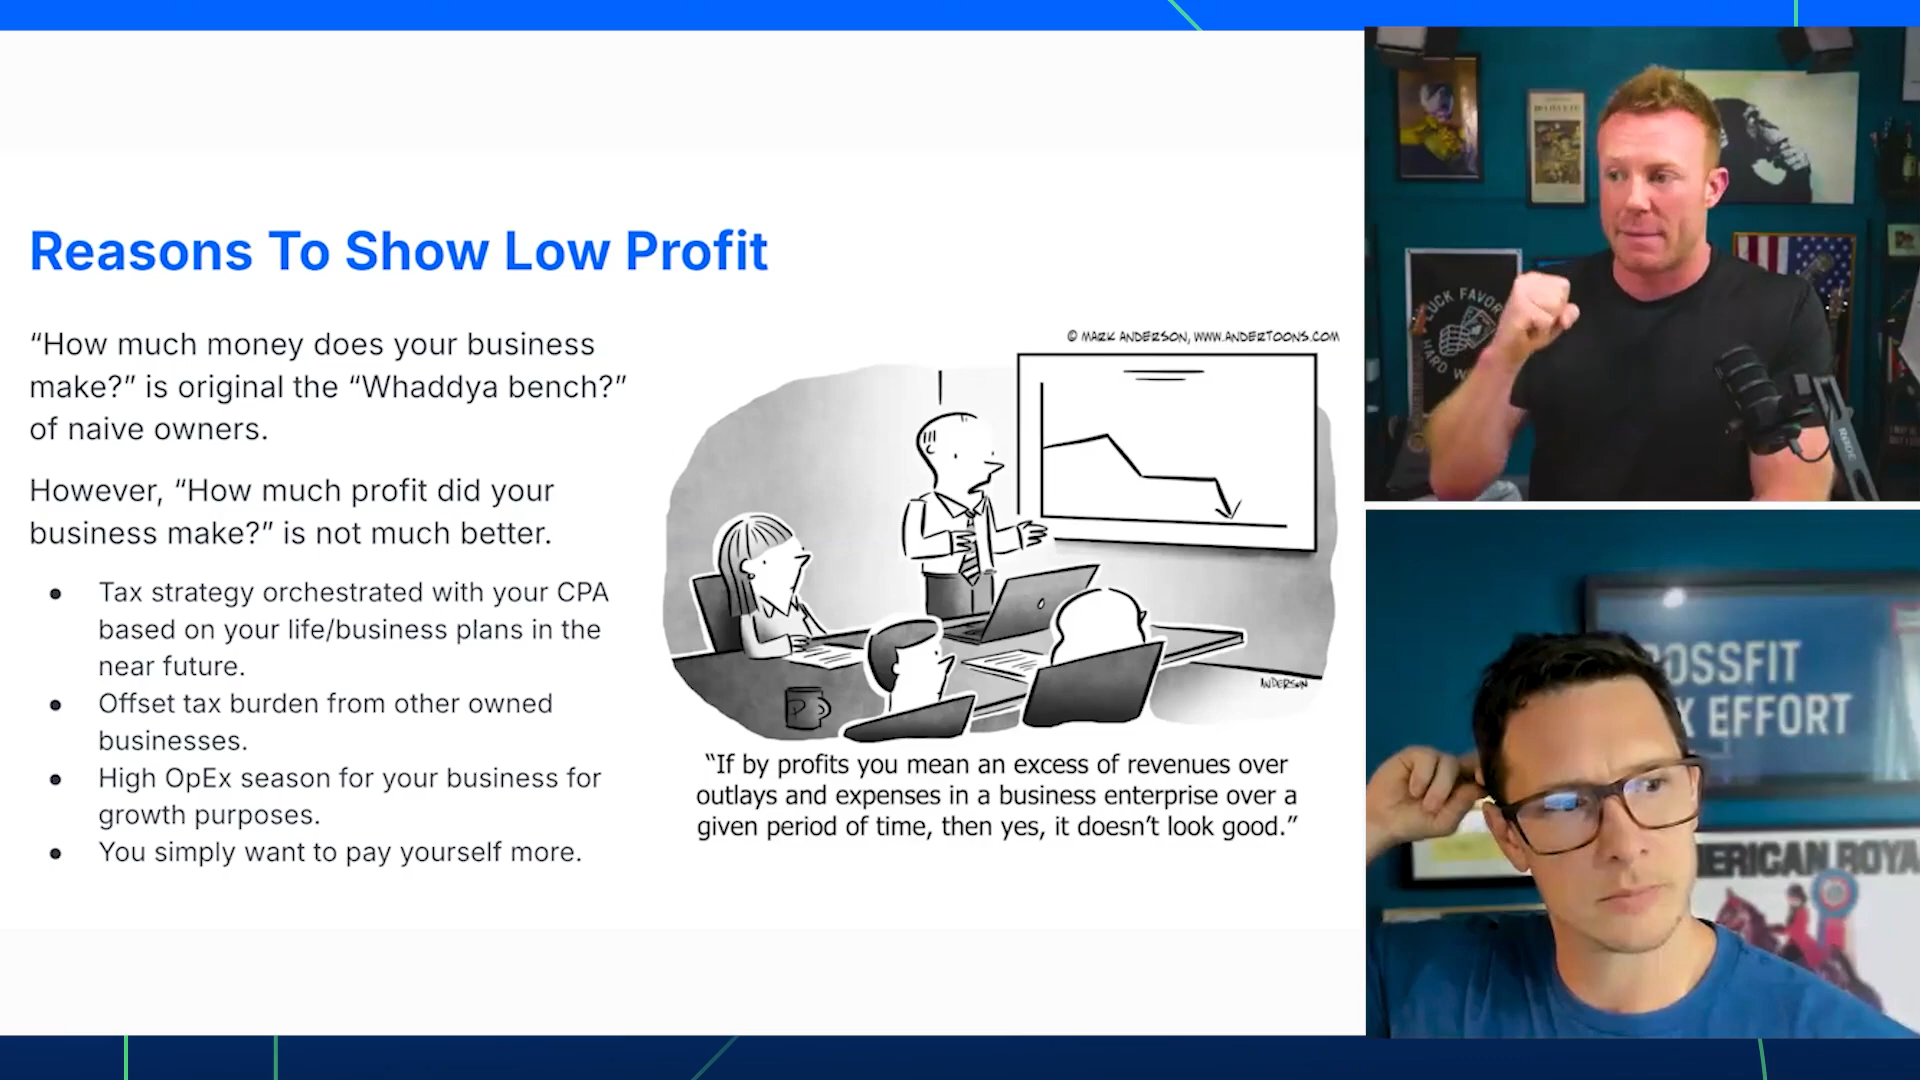 Reasons To Show Low Profit
“How much money does your business
make?” is original the “Whaddya bench?”
of naive owners.
However, “How much profit did your
business make?” is not much better.
● Tax strategy orchestrated with your CPA
based on your life/business plans in the
near future.
● Offset tax burden from other owned
businesses.
● High OpEx season for your business for
growth purposes.
● You simply want to pay yourself more.
© MARK ANDERSON, WWW.ANDERTOONS.COM
ANDERSON
“If by profits you mean an excess of revenues over
outlays and expenses in a business enterprise over a
given period of time, then yes, it doesn’t look good.”
LUCK FAVOR
HARD W
RODE
OSSFIT
X EFFORT
ERICAN ROYA